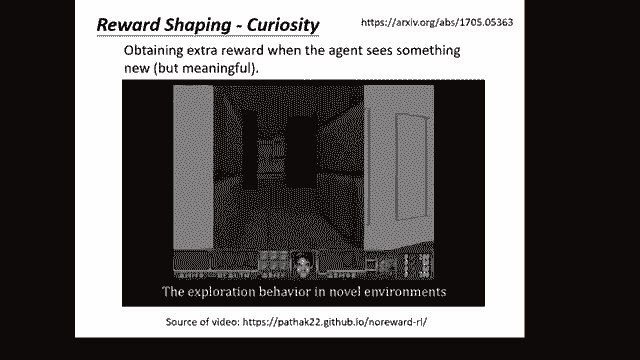 Reward Shaping - Curiosity
https://arxiv.org/abs/1705.05363
Obtaining extra reward when the agent sees something
new (but meaningful).
The exploration behavior in novel environments
Source of video: https://pathak22.github.io/noreward-rl/